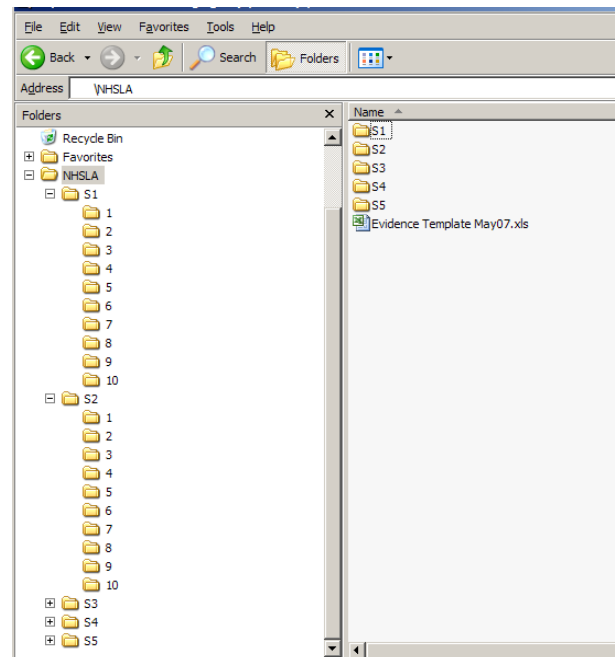 File Edit View Favorites Tools Help
Back Search Folders
Address \NHSLA
Folders x
Recycle Bin
Favorites
NHSLA
S1
1
2
3
4
5
6
7
8
9
10
S2
1
2
3
4
5
6
7
8
9
10
S3
S4
S5
Name
S1
S2
S3
S4
S5
Evidence Template May07.xls